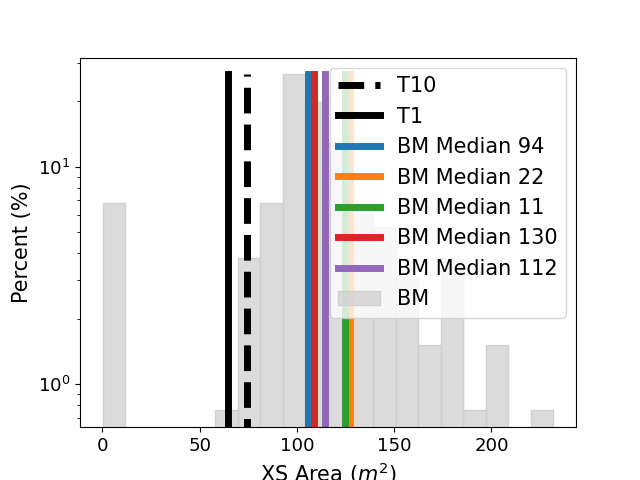 T10
T1
BM Median 94
BM Median 22
BM Median 11
BM Median 130
BM Median 112
BM
Percent (%)
10¹
10⁰
0 50 100 150 200
XS Area (m²)